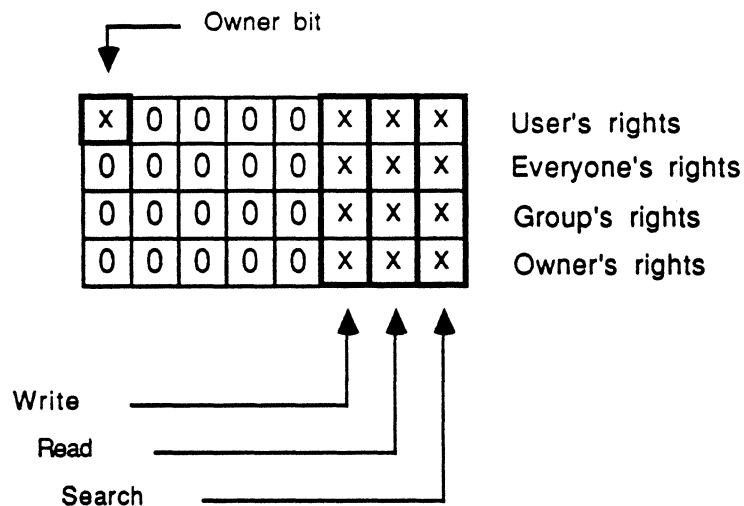 Owner bit
x 0 0 0 0 x x x User's rights
0 0 0 0 0 x x x Everyone's rights
0 0 0 0 0 x x x Group's rights
0 0 0 0 0 x x x Owner's rights
Write
Read
Search